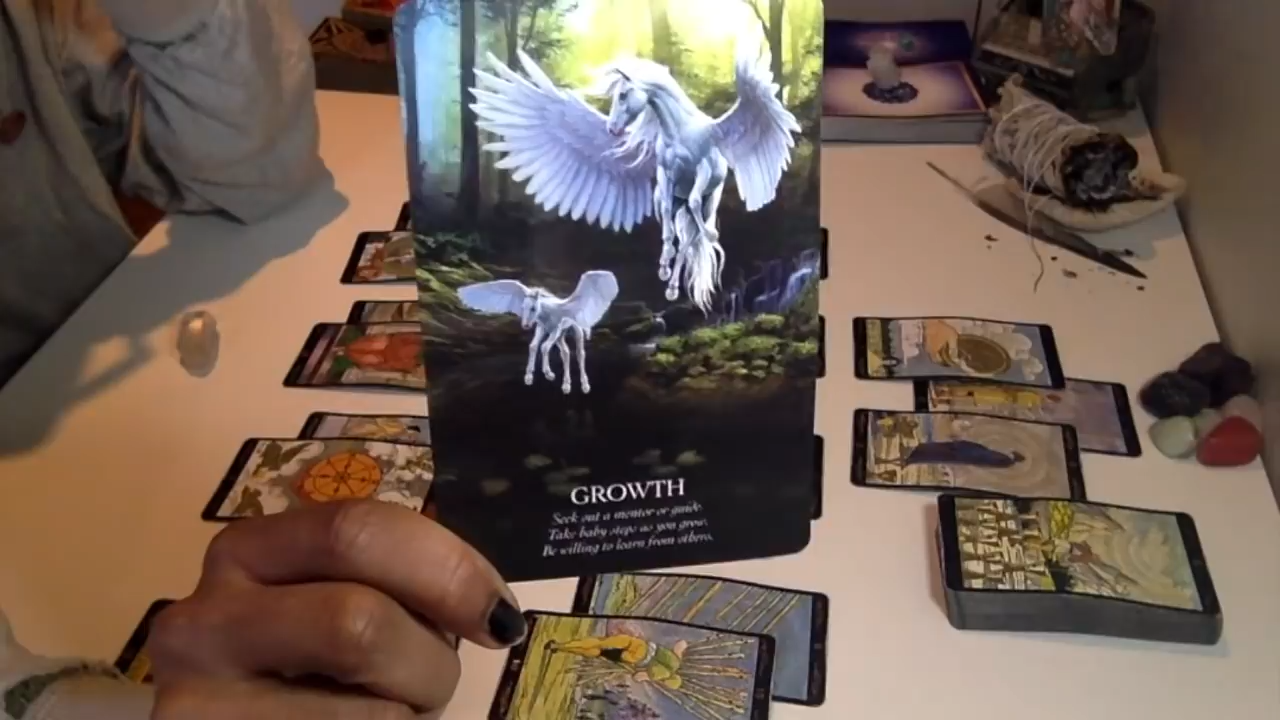 GROWTH
Seek out a mentor or guide.
Take baby steps as you grow.
Be willing to learn from others.